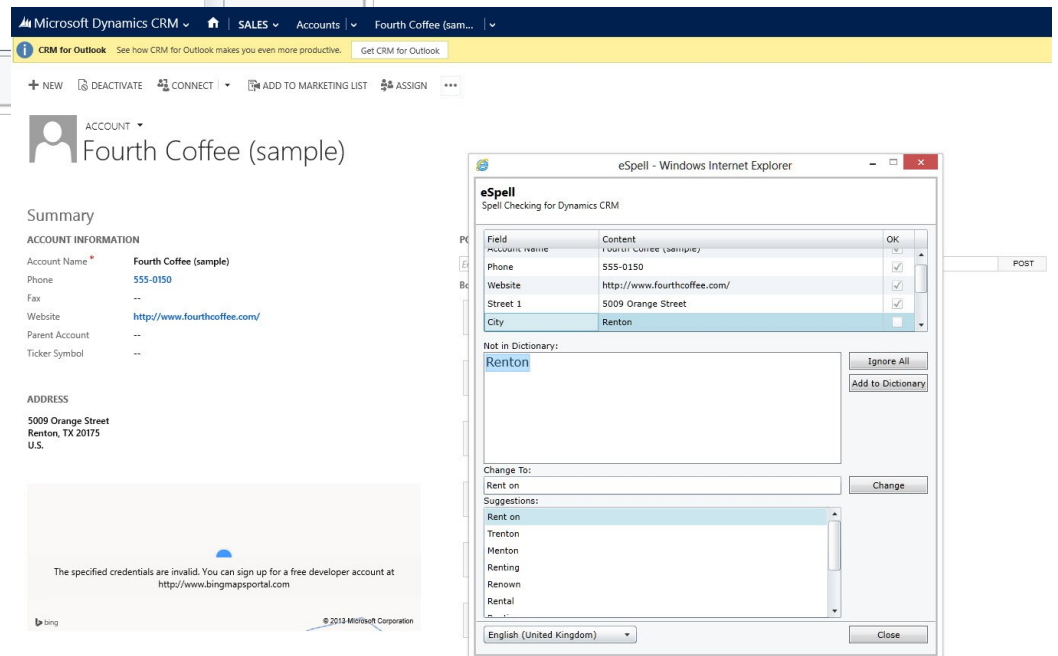 Microsoft Dynamics CRM SALES Accounts Fourth Coffee (sam...
CRM for Outlook See how CRM for Outlook makes you even more productive. Get CRM for Outlook
NEW DEACTIVATE CONNECT ADD TO MARKETING LIST ASSIGN ...
ACCOUNT
Fourth Coffee (sample)
Summary
ACCOUNT INFORMATION
Account Name * Fourth Coffee (sample)
Phone 555-0150
Fax --
Website http://www.fourthcoffee.com/
Parent Account --
Ticker Symbol --
ADDRESS
5009 Orange Street
Renton, TX 20175
U.S.
The specified credentials are invalid. You can sign up for a free developer account at
http://www.bingmapsportal.com
bing © 2013 Microsoft Corporation
POST
eSpell - Windows Internet Explorer
eSpell
Spell Checking for Dynamics CRM
Field Content OK
Account Name Fourth Coffee (sample)
Phone 555-0150
Website http://www.fourthcoffee.com/
Street 1 5009 Orange Street
City Renton
Not in Dictionary:
Renton
Ignore All
Add to Dictionary
Change To:
Rent on
Change
Suggestions:
Rent on
Trenton
Menton
Renting
Renown
Rental
English (United Kingdom)
Close